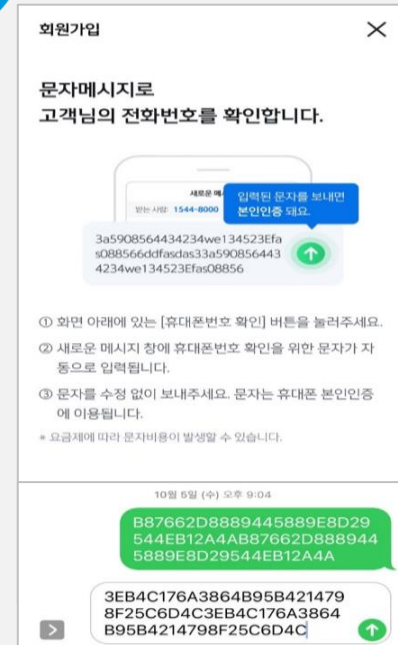 회원가입
문자메시지로
고객님의 전화번호를 확인합니다.
새로운 메
입력된 문자를 보내면
받는 사람: 1544-8000
본인인증 돼요.
3a5908564434234we134523Efa
s088566ddfasdas33a590856443
4234we134523Efas08856
① 화면 아래에 있는 [휴대폰번호 확인] 버튼을 눌러주세요.
② 새로운 메시지 창에 휴대폰번호 확인을 위한 문자가 자
동으로 입력됩니다.
③ 문자를 수정 없이 보내주세요. 문자는 휴대폰 본인인증
에 이용됩니다.
* 요금제에 따라 문자비용이 발생할 수 있습니다.
10월 5일 (수) 오후 9:04
B87662D8889445889E8D29
544EB12A4AB87662D888944
5889E8D29544EB12A4A
3EB4C176A3864B95B421479
8F25C6D4C3EB4C176A3864
B95B4214798F25C6D4C